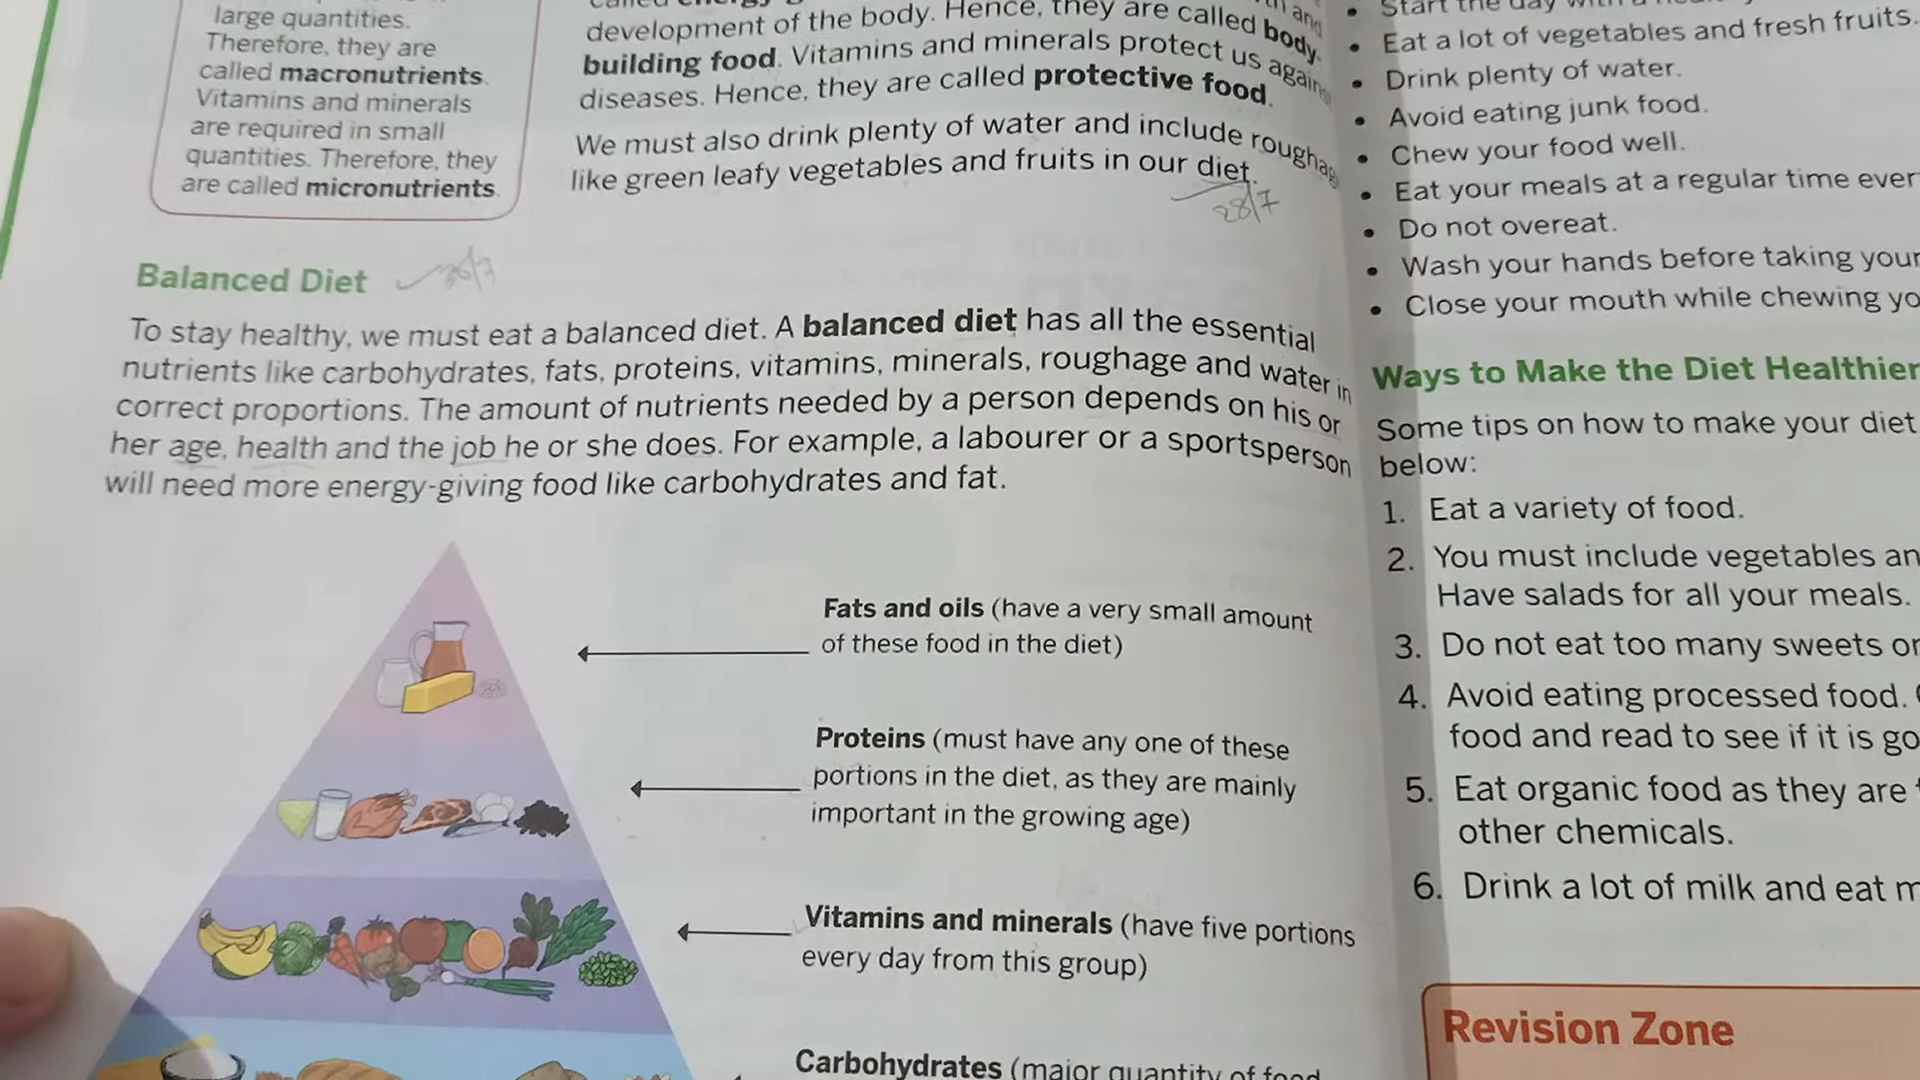 large quantities.
Therefore, they are
called macronutrients.
Vitamins and minerals
are required in small
quantities. Therefore, they
are called micronutrients.
development of the body. Hence, they are called body-
building food. Vitamins and minerals protect us
diseases. Hence, they are called protective food.
We must also drink plenty of water and include
like green leafy vegetables and fruits in our diet.
28/7
Balanced Diet
To stay healthy, we must eat a balanced diet. A balanced diet has all the essential
nutrients like carbohydrates, fats, proteins, vitamins, minerals, roughage and water in
correct proportions. The amount of nutrients needed by a person depends on his or
her age, health and the job he or she does. For example, a labourer or a sportsperson
will need more energy-giving food like carbohydrates and fat.
Fats and oils (have a very small amount
of these food in the diet)
Proteins (must have any one of these
portions in the diet, as they are mainly
important in the growing age)
Vitamins and minerals (have five portions
every day from this group)
Carbohydrates (major quantity of food
• Eat a lot of vegetables and fresh fruits.
• Drink plenty of water.
• Avoid eating junk food.
• Chew your food well.
• Eat your meals at a regular time
• Do not overeat.
• Wash your hands before taking your
• Close your mouth while chewing
Ways to Make the Diet Healthier
Some tips on how to make your diet
below:
1. Eat a variety of food.
2. You must include vegetables
Have salads for all your meals.
3. Do not eat too many sweets or
4. Avoid eating processed food.
food and read to see if it is
5. Eat organic food as they are
other chemicals.
6. Drink a lot of milk and eat
Revision Zone